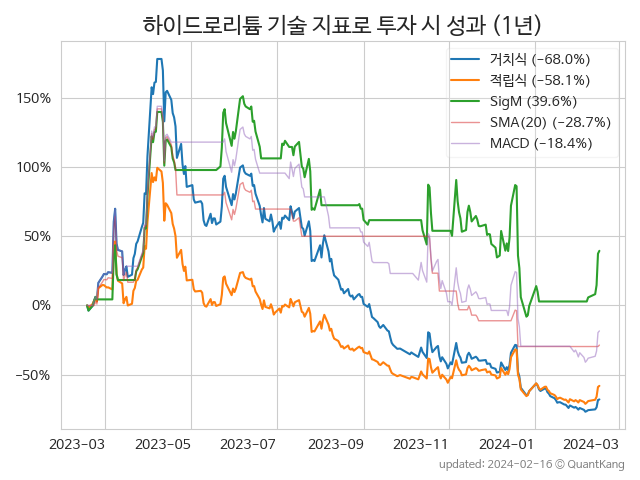 하이드로리튬 기술 지표로 투자 시 성과 (1년)
거치식 (−68.0%)
적립식 (−58.1%)
SigM (39.6%)
SMA(20) (−28.7%)
MACD (−18.4%)
150%
100%
50%
0%
−50%
2023-03 2023-05 2023-07 2023-09 2023-11 2024-01 2024-03
updated: 2024-02-16 © QuantKang